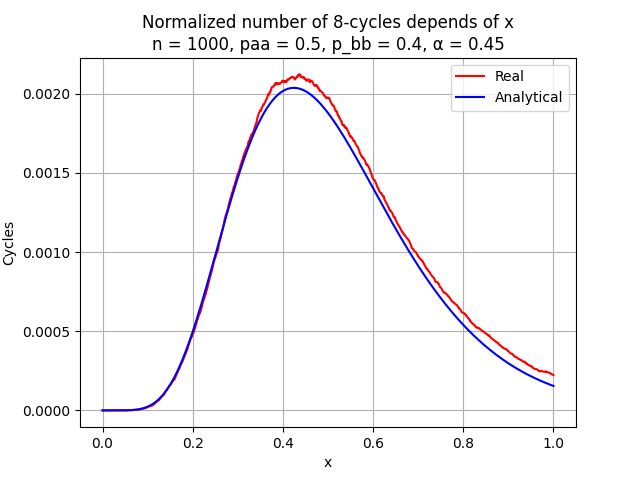 Normalized number of 8-cycles depends of x
n = 1000, paa = 0.5, p_bb = 0.4, α = 0.45
Real
Analytical
Cycles
0.0020
0.0015
0.0010
0.0005
0.0000
0.0 0.2 0.4 0.6 0.8 1.0
x